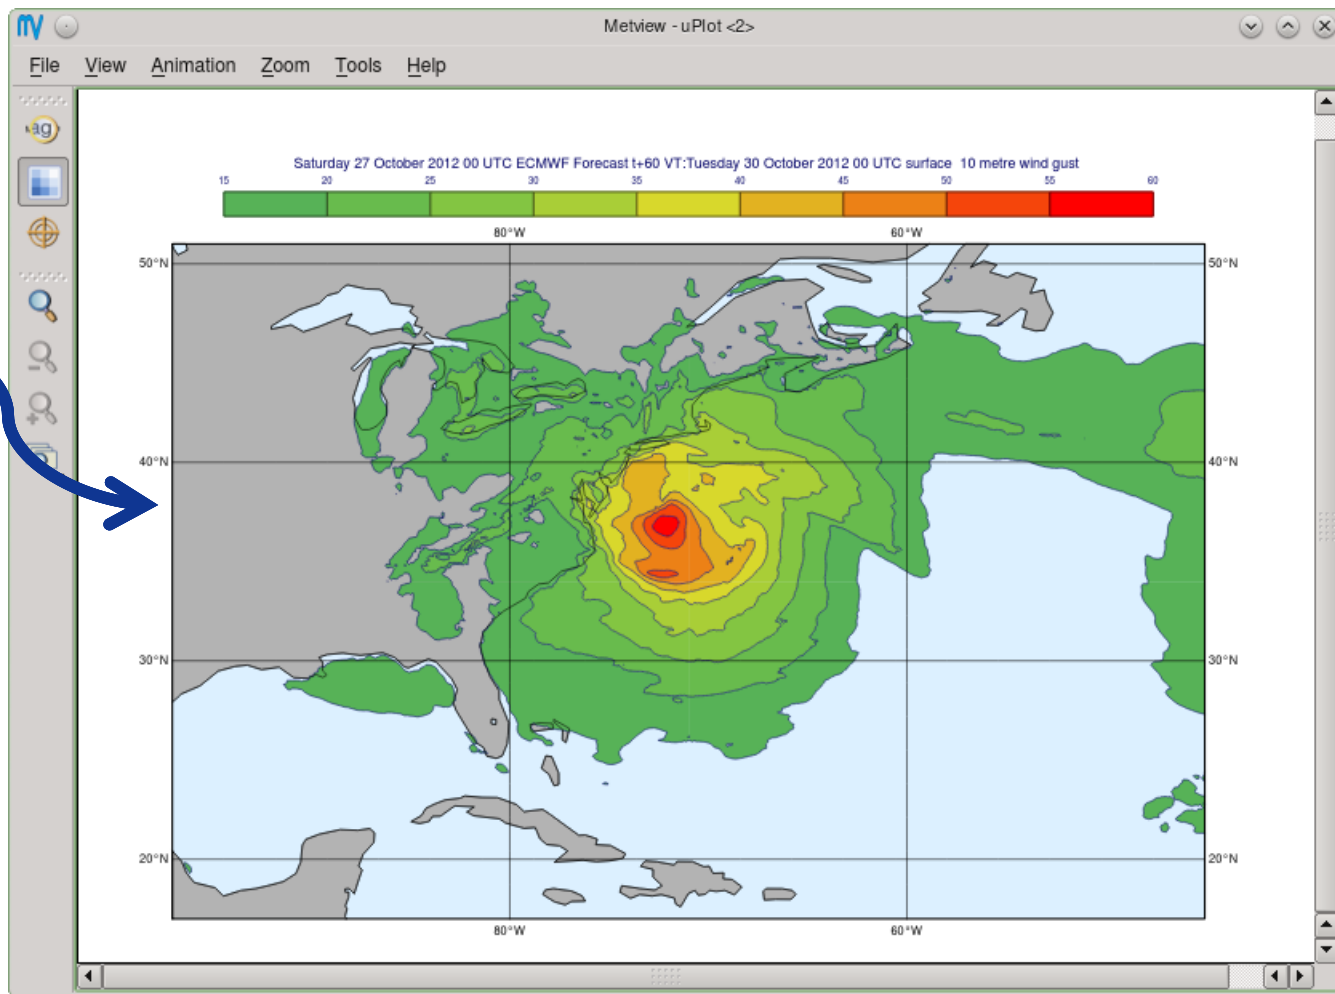 Metview - uPlot <2>
File View Animation Zoom Tools Help
ag
Saturday 27 October 2012 00 UTC ECMWF Forecast t+60 VT:Tuesday 30 October 2012 00 UTC surface 10 metre wind gust
15 20 25 30 35 40 45 50 55 60
80°W 60°W
50°N 50°N
40°N 40°N
30°N 30°N
20°N 20°N
80°W 60°W